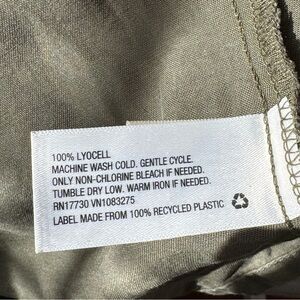 100% LYOCELL
MACHINE WASH COLD. GENTLE CYCLE.
ONLY NON-CHLORINE BLEACH IF NEEDED.
TUMBLE DRY LOW. WARM IRON IF NEEDED.
RN17730 VN1083275
LABEL MADE FROM 100% RECYCLED PLASTIC